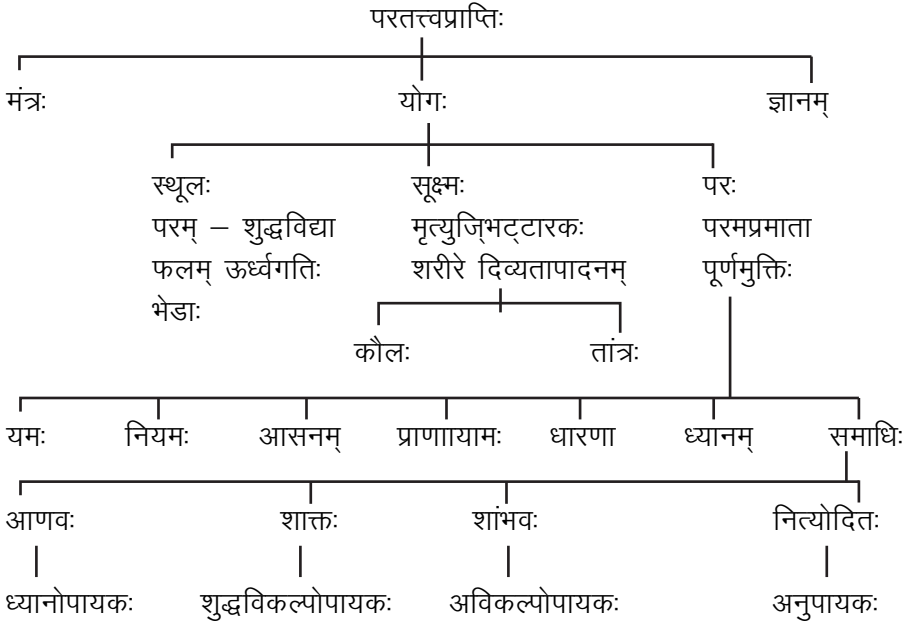 परतत्त्वप्राप्तिः
मंत्रः योगः ज्ञानम्
स्थूलः सूक्ष्मः परः
परम् – शुद्धविद्या मृत्युजि्भट्टारकः परमप्रमाता
फलम् ऊर्ध्वगतिः शरीरे दिव्यतापादनम् पूर्णमुक्तिः
भेडाः
कौलः तांत्रः
यमः नियमः आसनम् प्राणाायामः धारणा ध्यानम् समाधिः
आणवः शाक्तः शांभवः नित्योदितः
ध्यानोपायकः शुद्धविकल्पोपायकः अविकल्पोपायकः अनुपायकः